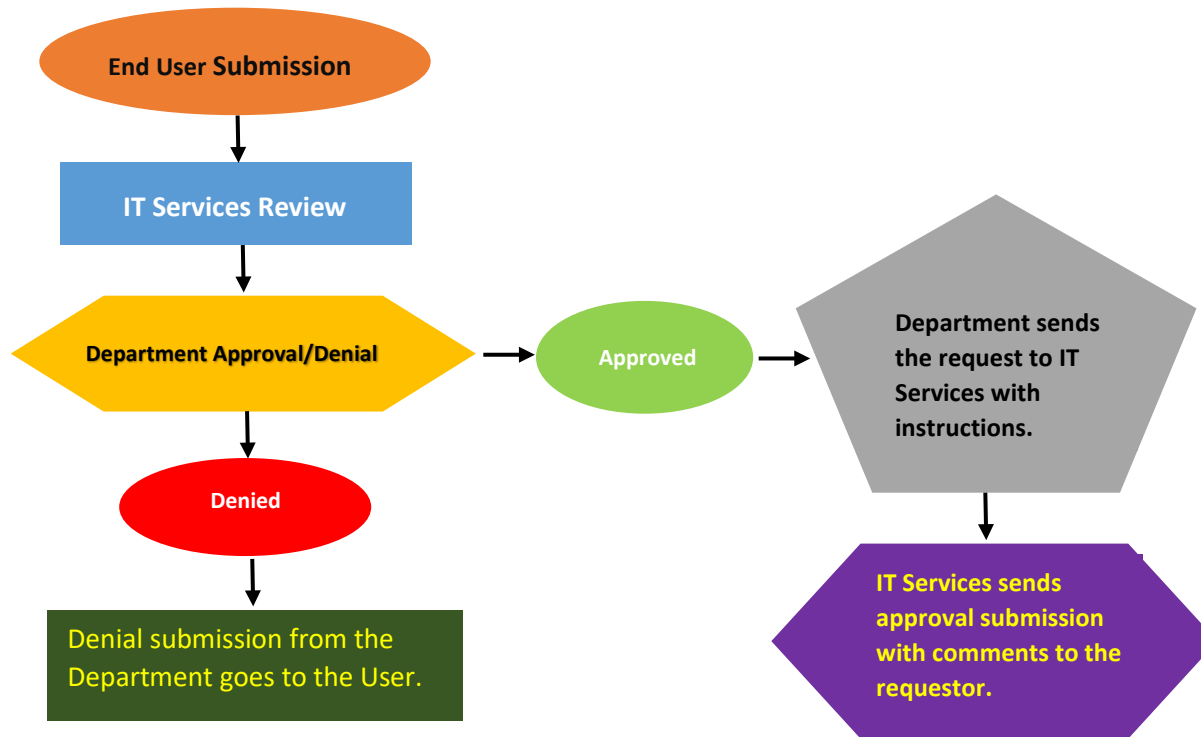 End User Submission
IT Services Review
Department Approval/Denial
Approved
Department sends
the request to IT
Services with
instructions.
Denied
Denial submission from the
Department goes to the User.
IT Services sends
approval submission
with comments to the
requestor.